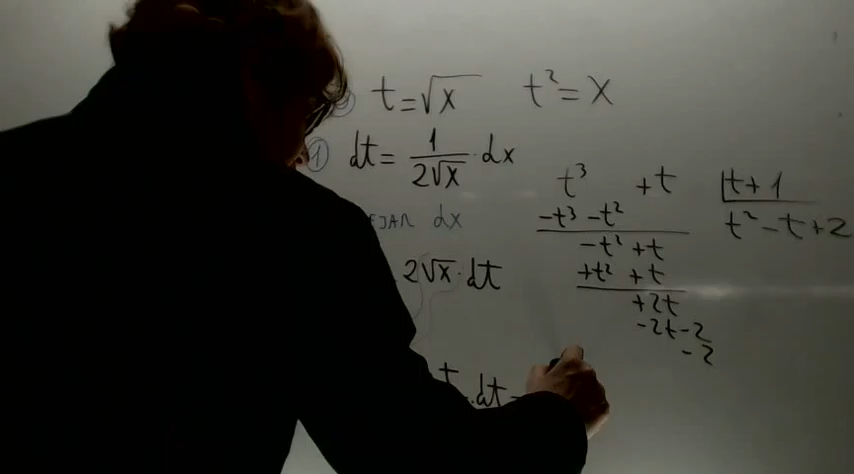 t = √x t² = x
① dt = 1/(2√x) · dx
EJAR dx
2√x · dt
t · dt =
t³ + t | t + 1
-t³ - t² t² - t + 2
-t² + t
+t² + t
+2t
-2t - 2
-2